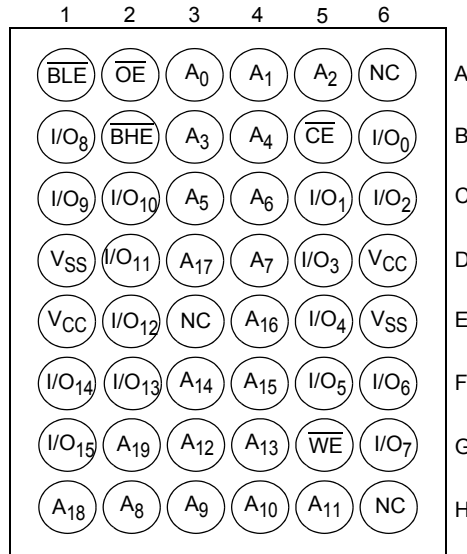 1 2 3 4 5 6
BLE OE A0 A1 A2 NC A
I/O8 BHE A3 A4 CE I/O0 B
I/O9 I/O10 A5 A6 I/O1 I/O2 C
VSS I/O11 A17 A7 I/O3 VCC D
VCC I/O12 NC A16 I/O4 VSS E
I/O14 I/O13 A14 A15 I/O5 I/O6 F
I/O15 A19 A12 A13 WE I/O7 G
A18 A8 A9 A10 A11 NC H